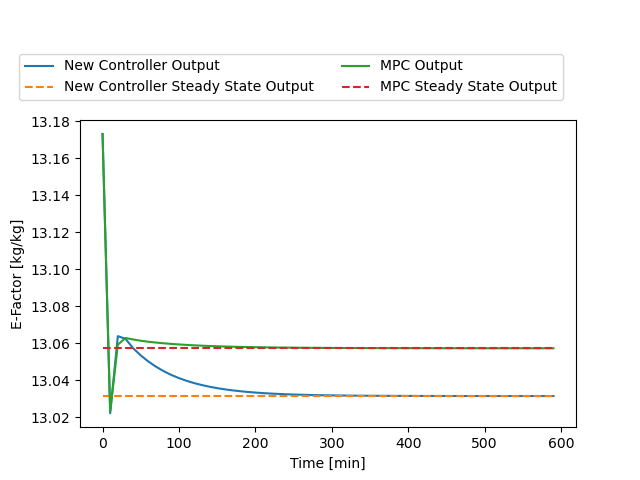 New Controller Output
New Controller Steady State Output
MPC Output
MPC Steady State Output
13.18
13.16
13.14
13.12
13.10
13.08
13.06
13.04
13.02
E-Factor [kg/kg]
0 100 200 300 400 500 600
Time [min]